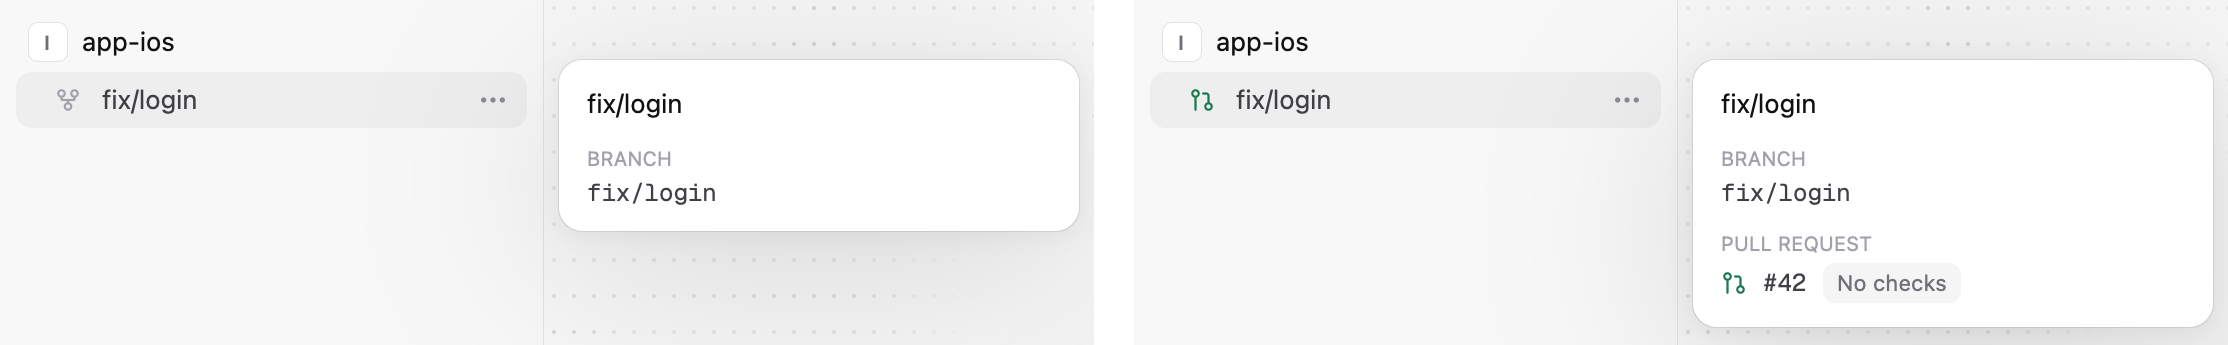 I app-ios
fix/login
fix/login
BRANCH
fix/login
I app-ios
fix/login
fix/login
BRANCH
fix/login
PULL REQUEST
#42 No checks